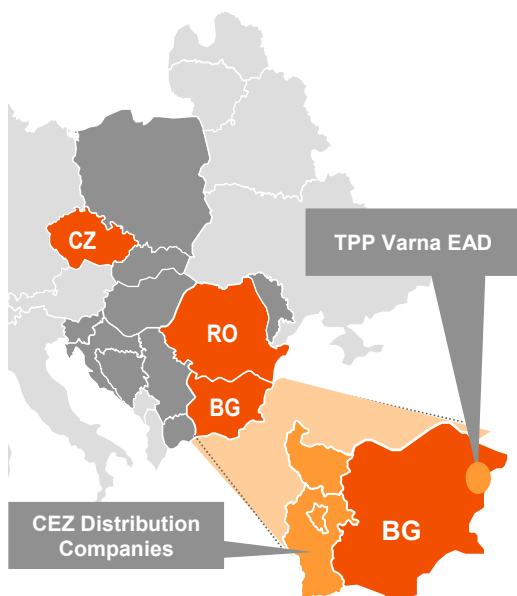 CZ
TPP Varna EAD
RO
BG
CEZ Distribution
Companies
BG